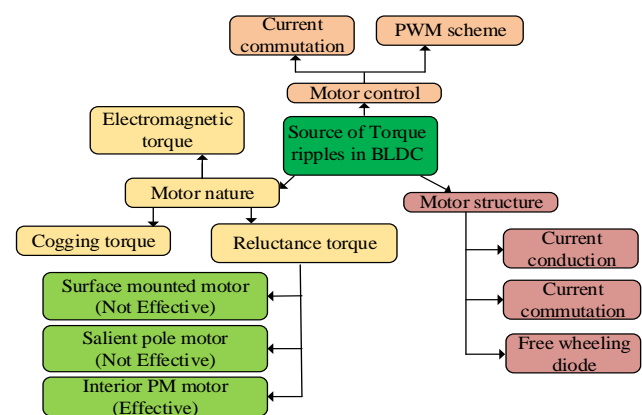 Current
commutation
PWM scheme
Motor control
Electromagnetic
torque
Source of Torque
ripples in BLDC
Motor nature
Motor structure
Cogging torque
Reluctance torque
Current
conduction
Surface mounted motor
(Not Effective)
Current
commutation
Salient pole motor
(Not Effective)
Free wheeling
diode
Interior PM motor
(Effective)